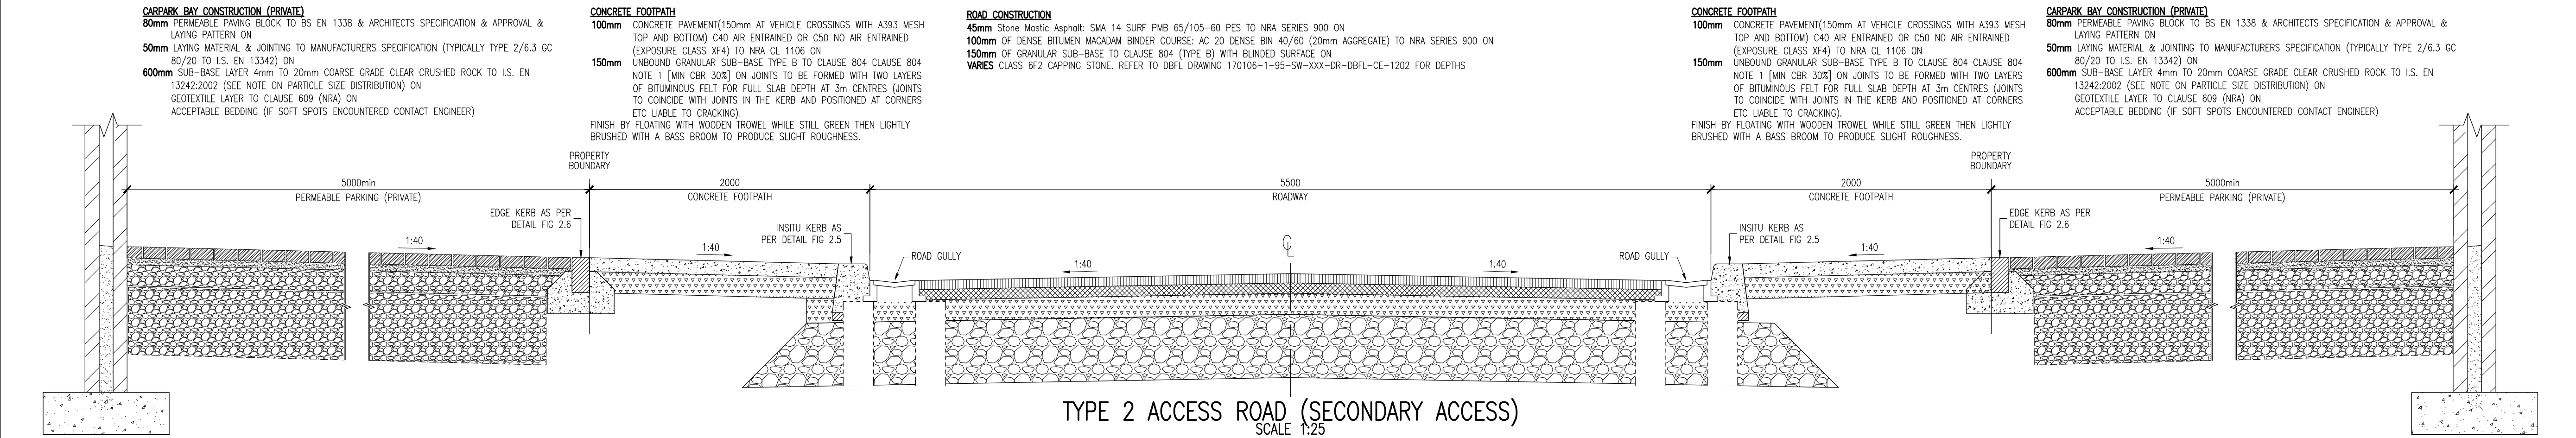 CARPARK BAY CONSTRUCTION (PRIVATE)
80mm PERMEABLE PAVING BLOCK TO BS EN 1338 & ARCHITECTS SPECIFICATION & APPROVAL &
LAYING PATTERN ON
50mm LAYING MATERIAL & JOINTING TO MANUFACTURERS SPECIFICATION (TYPICALLY TYPE 2/6.3 GC
80/20 TO I.S. EN 13342) ON
600mm SUB-BASE LAYER 4mm TO 20mm COARSE GRADE CLEAR CRUSHED ROCK TO I.S. EN
13242:2002 (SEE NOTE ON PARTICLE SIZE DISTRIBUTION) ON
GEOTEXTILE LAYER TO CLAUSE 609 (NRA) ON
ACCEPTABLE BEDDING (IF SOFT SPOTS ENCOUNTERED CONTACT ENGINEER)
CONCRETE FOOTPATH
100mm CONCRETE PAVEMENT(150mm AT VEHICLE CROSSINGS WITH A393 MESH
TOP AND BOTTOM) C40 AIR ENTRAINED OR C50 NO AIR ENTRAINED
(EXPOSURE CLASS XF4) TO NRA CL 1106 ON
150mm UNBOUND GRANULAR SUB-BASE TYPE B TO CLAUSE 804 CLAUSE 804
NOTE 1 [MIN CBR 30%] ON JOINTS TO BE FORMED WITH TWO LAYERS
OF BITUMINOUS FELT FOR FULL SLAB DEPTH AT 3m CENTRES (JOINTS
TO COINCIDE WITH JOINTS IN THE KERB AND POSITIONED AT CORNERS
ETC LIABLE TO CRACKING).
FINISH BY FLOATING WITH WOODEN TROWEL WHILE STILL GREEN THEN LIGHTLY
BRUSHED WITH A BASS BROOM TO PRODUCE SLIGHT ROUGHNESS.
ROAD CONSTRUCTION
45mm Stone Mastic Asphalt: SMA 14 SURF PMB 65/105-60 PES TO NRA SERIES 900 ON
100mm OF DENSE BITUMEN MACADAM BINDER COURSE: AC 20 DENSE BIN 40/60 (20mm AGGREGATE) TO NRA SERIES 900 ON
150mm OF GRANULAR SUB-BASE TO CLAUSE 804 (TYPE B) WITH BLINDED SURFACE ON
VARIES CLASS 6F2 CAPPING STONE. REFER TO DBFL DRAWING 170106-1-95-SW-XXX-DR-DBFL-CE-1202 FOR DEPTHS
CONCRETE FOOTPATH
100mm CONCRETE PAVEMENT(150mm AT VEHICLE CROSSINGS WITH A393 MESH
TOP AND BOTTOM) C40 AIR ENTRAINED OR C50 NO AIR ENTRAINED
(EXPOSURE CLASS XF4) TO NRA CL 1106 ON
150mm UNBOUND GRANULAR SUB-BASE TYPE B TO CLAUSE 804 CLAUSE 804
NOTE 1 [MIN CBR 30%] ON JOINTS TO BE FORMED WITH TWO LAYERS
OF BITUMINOUS FELT FOR FULL SLAB DEPTH AT 3m CENTRES (JOINTS
TO COINCIDE WITH JOINTS IN THE KERB AND POSITIONED AT CORNERS
ETC LIABLE TO CRACKING).
FINISH BY FLOATING WITH WOODEN TROWEL WHILE STILL GREEN THEN LIGHTLY
BRUSHED WITH A BASS BROOM TO PRODUCE SLIGHT ROUGHNESS.
CARPARK BAY CONSTRUCTION (PRIVATE)
80mm PERMEABLE PAVING BLOCK TO BS EN 1338 & ARCHITECTS SPECIFICATION & APPROVAL &
LAYING PATTERN ON
50mm LAYING MATERIAL & JOINTING TO MANUFACTURERS SPECIFICATION (TYPICALLY TYPE 2/6.3 GC
80/20 TO I.S. EN 13342) ON
600mm SUB-BASE LAYER 4mm TO 20mm COARSE GRADE CLEAR CRUSHED ROCK TO I.S. EN
13242:2002 (SEE NOTE ON PARTICLE SIZE DISTRIBUTION) ON
GEOTEXTILE LAYER TO CLAUSE 609 (NRA) ON
ACCEPTABLE BEDDING (IF SOFT SPOTS ENCOUNTERED CONTACT ENGINEER)
PROPERTY
BOUNDARY
PROPERTY
BOUNDARY
5000min
PERMEABLE PARKING (PRIVATE)
2000
CONCRETE FOOTPATH
5500
ROADWAY
2000
CONCRETE FOOTPATH
5000min
PERMEABLE PARKING (PRIVATE)
EDGE KERB AS PER
DETAIL FIG 2.6
INSITU KERB AS
PER DETAIL FIG 2.5
INSITU KERB AS
PER DETAIL FIG 2.5
EDGE KERB AS PER
DETAIL FIG 2.6
1:40
1:40
ROAD GULLY
1:40
CL
1:40
ROAD GULLY
1:40
1:40
TYPE 2 ACCESS ROAD (SECONDARY ACCESS)
SCALE 1:25